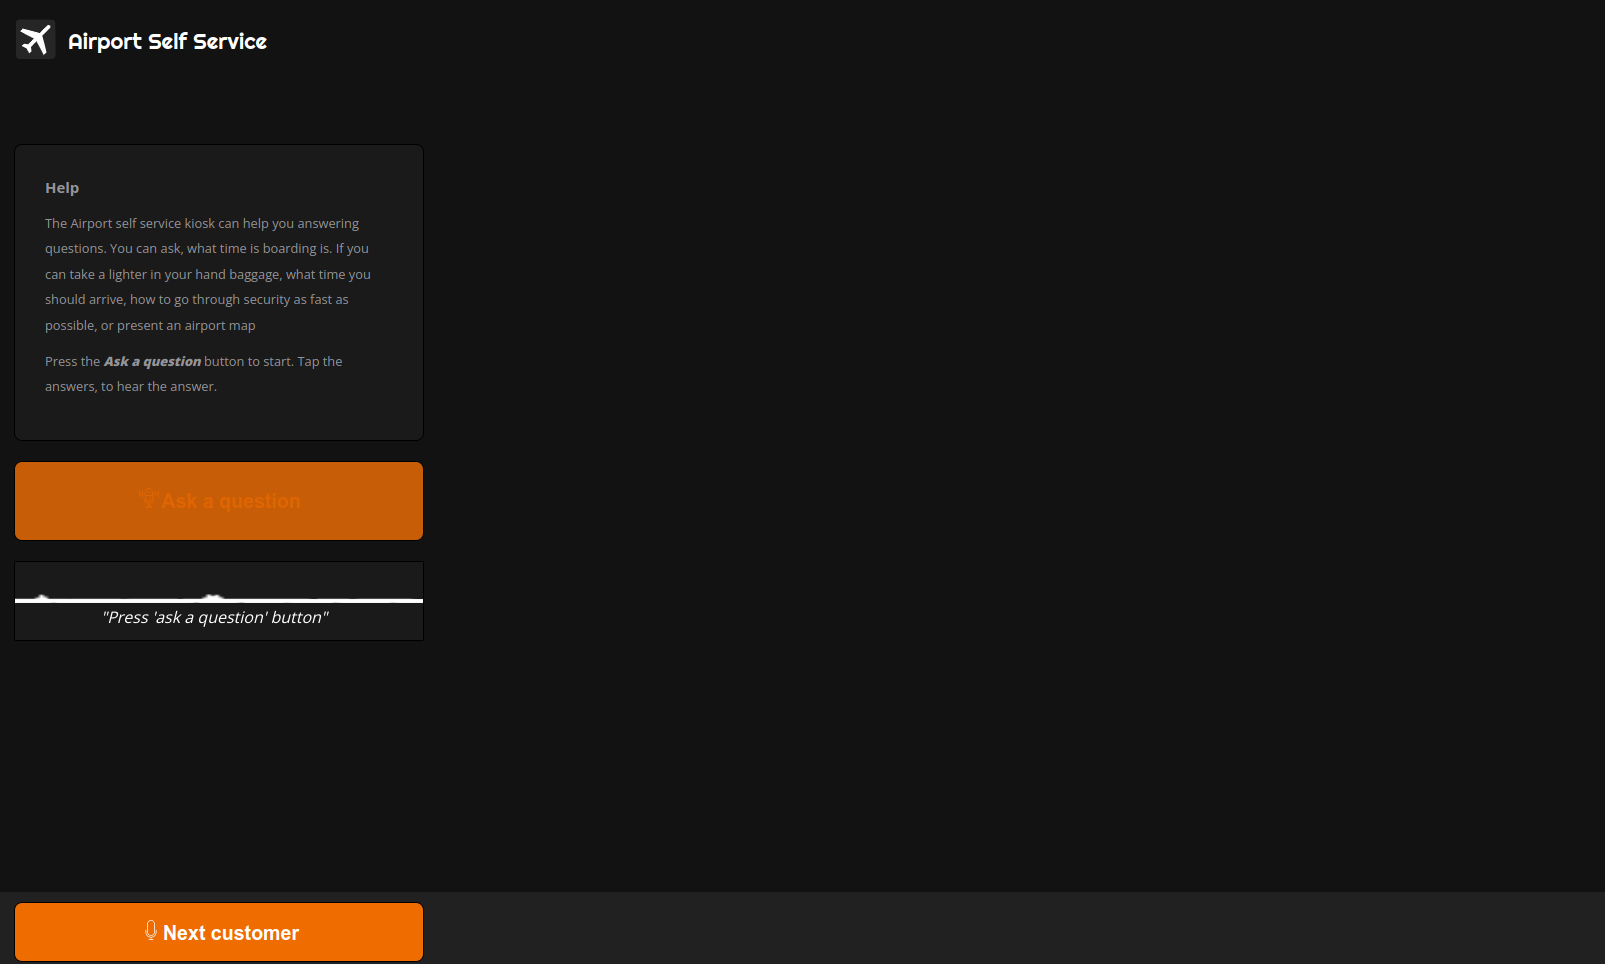 Airport Self Service
Help
The Airport self service kiosk can help you answering
questions. You can ask, what time is boarding is. If you
can take a lighter in your hand baggage, what time you
should arrive, how to go through security as fast as
possible, or present an airport map
Press the Ask a question button to start. Tap the
answers, to hear the answer.
Ask a question
"Press 'ask a question' button"
Next customer